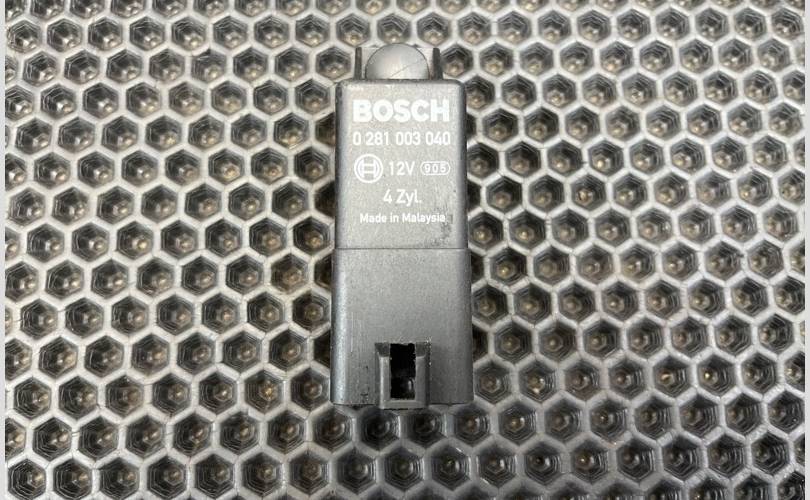 BOSCH
0 281 003 040
12V 905
4 Zyl.
Made in Malaysia